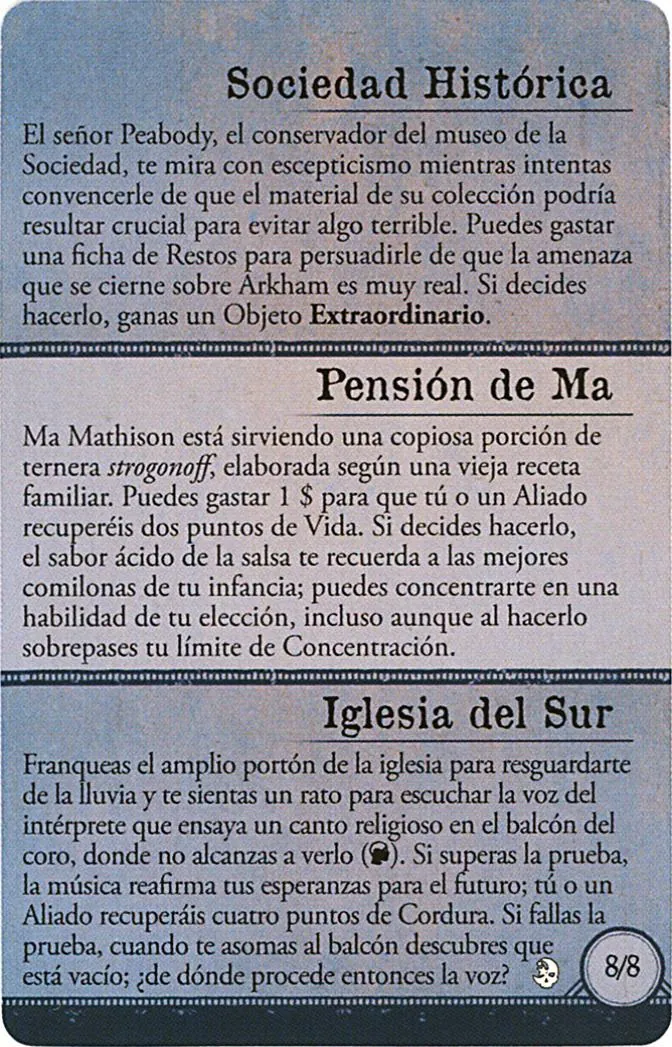 Sociedad Histórica
El señor Peabody, el conservador del museo de la
Sociedad, te mira con escepticismo mientras intentas
convencerle de que el material de su colección podría
resultar crucial para evitar algo terrible. Puedes gastar
una ficha de Restos para persuadirle de que la amenaza
que se cierne sobre Arkham es muy real. Si decides
hacerlo, ganas un Objeto Extraordinario.
Pensión de Ma
Ma Mathison está sirviendo una copiosa porción de
ternera strogonoff, elaborada según una vieja receta
familiar. Puedes gastar 1 $ para que tú o un Aliado
recuperéis dos puntos de Vida. Si decides hacerlo,
el sabor ácido de la salsa te recuerda a las mejores
comilonas de tu infancia; puedes concentrarte en una
habilidad de tu elección, incluso aunque al hacerlo
sobrepases tu límite de Concentración.
Iglesia del Sur
Franqueas el amplio portón de la iglesia para resguardarte
de la lluvia y te sientas un rato para escuchar la voz del
intérprete que ensaya un canto religioso en el balcón del
coro, donde no alcanzas a verlo (). Si superas la prueba,
la música reafirma tus esperanzas para el futuro; tú o un
Aliado recuperáis cuatro puntos de Cordura. Si fallas la
prueba, cuando te asomas al balcón descubres que
está vacío; ¿de dónde procede entonces la voz?
8/8